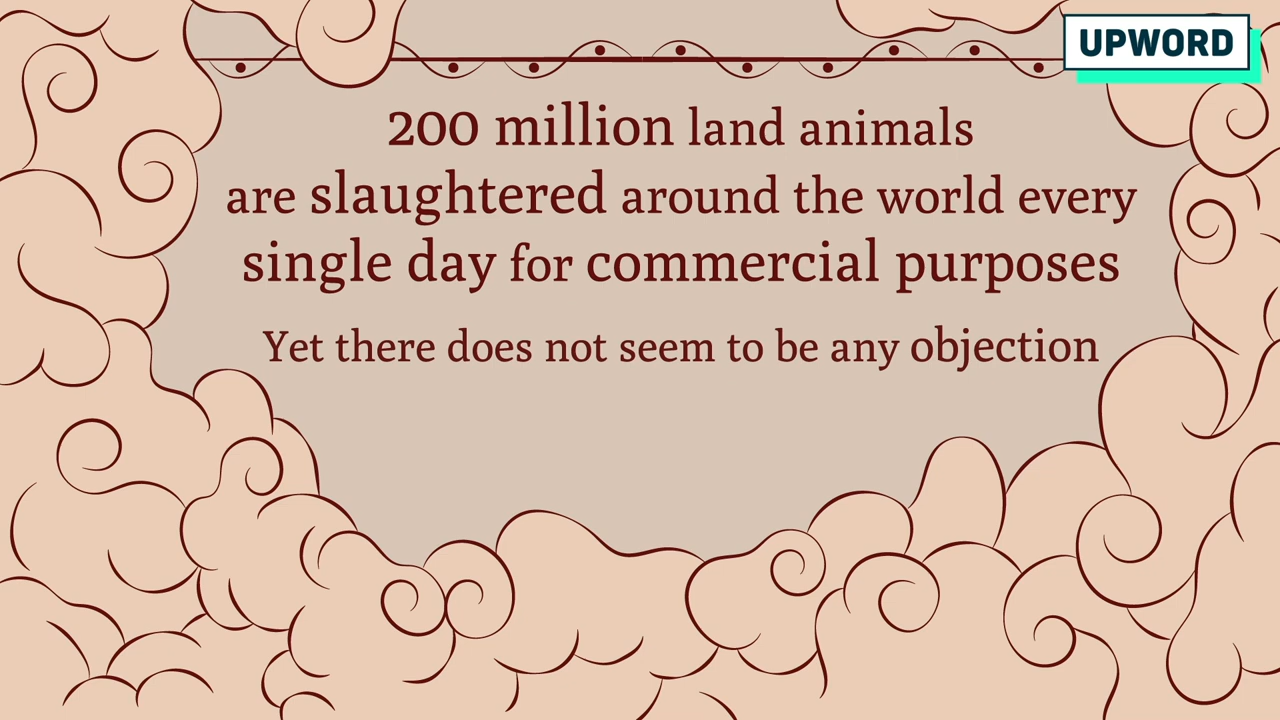 UPWORD
200 million land animals
are slaughtered around the world every
single day for commercial purposes
Yet there does not seem to be any objection